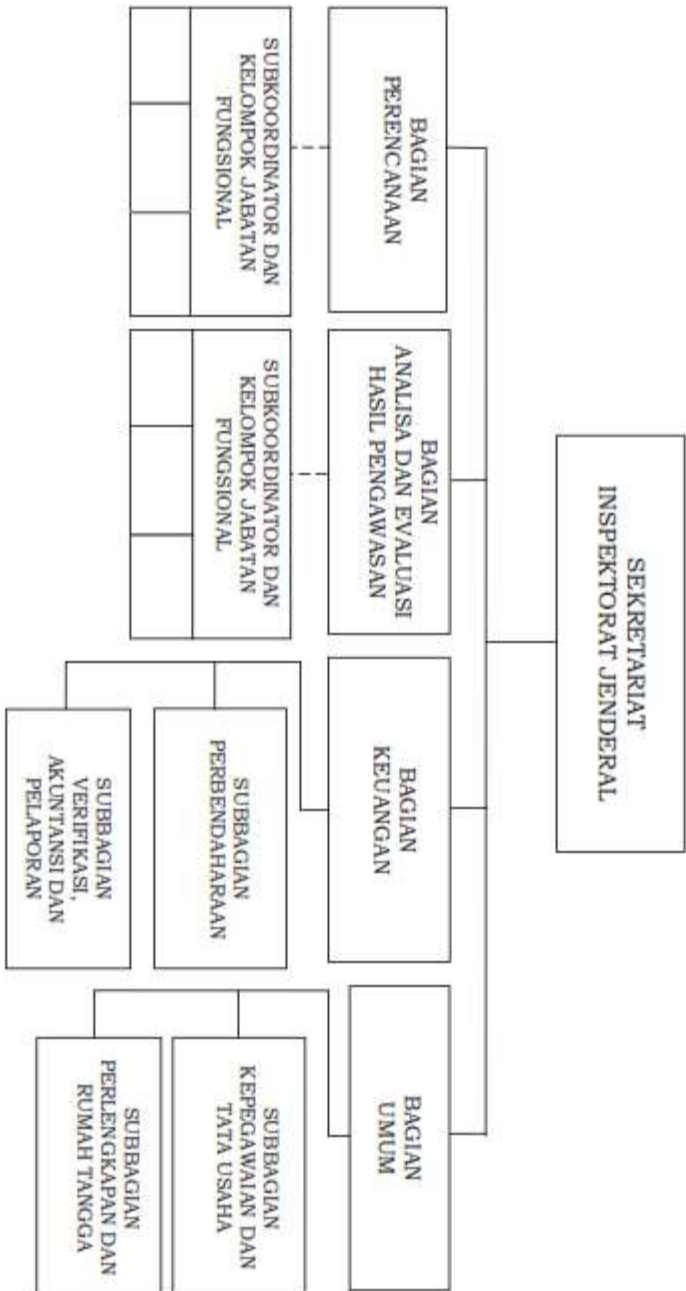 SEKRETARIAT
INSPEKTORAT JENDERAL
BAGIAN
PERENCANAAN
BAGIAN
ANALISA DAN EVALUASI
HASIL PENGAWASAN
BAGIAN
KEUANGAN
BAGIAN
UMUM
SUBKOORDINATOR DAN
KELOMPOK JABATAN
FUNGSIONAL
SUBKOORDINATOR DAN
KELOMPOK JABATAN
FUNGSIONAL
SUBBAGIAN
PERBENDAHARAAN
SUBBAGIAN
KEPEGAWAIAN DAN
TATA USAHA
SUBBAGIAN
VERIFIKASI,
AKUNTANSI DAN
PELAPORAN
SUBBAGIAN
PERLENGKAPAN DAN
RUMAH TANGGA